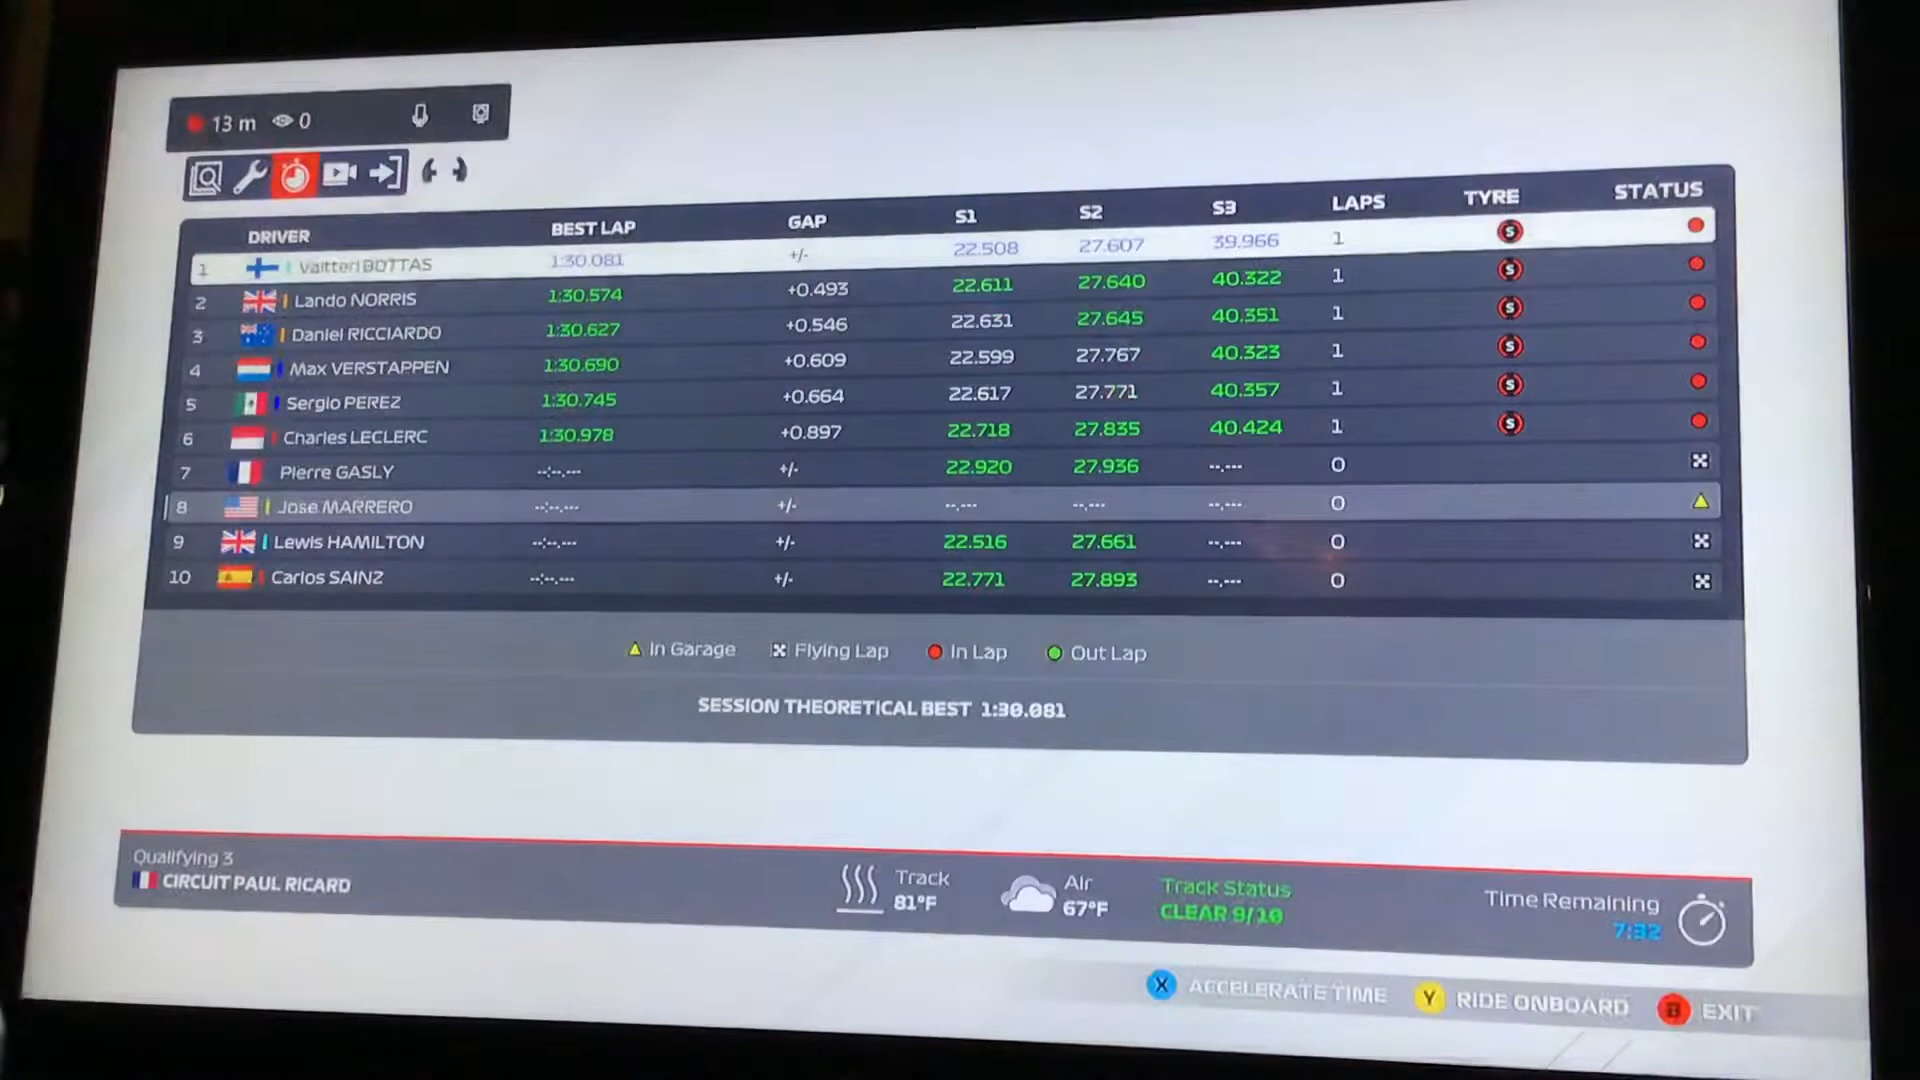 13 m 0
DRIVER BEST LAP GAP S1 S2 S3 LAPS TYRE STATUS
1 Valtteri BOTTAS 1:30.081 +/- 22.508 27.607 39.966 1 S
2 Lando NORRIS 1:30.574 +0.493 22.611 27.640 40.322 1 S
3 Daniel RICCIARDO 1:30.627 +0.546 22.631 27.645 40.351 1 S
4 Max VERSTAPPEN 1:30.690 +0.609 22.599 27.767 40.323 1 S
5 Sergio PEREZ 1:30.745 +0.664 22.617 27.771 40.357 1 S
6 Charles LECLERC 1:30.978 +0.897 22.718 27.835 40.424 1 S
7 Pierre GASLY --:--.--- +/- 22.920 27.936 --.--- 0
8 Jose MARRERO --:--.--- +/- --.--- --.--- --.--- 0
9 Lewis HAMILTON --:--.--- +/- 22.516 27.661 --.--- 0
10 Carlos SAINZ --:--.--- +/- 22.771 27.893 --.--- 0
In Garage Flying Lap In Lap Out Lap
SESSION THEORETICAL BEST 1:30.081
Qualifying 3
CIRCUIT PAUL RICARD
Track
81°F
Air
67°F
Track Status
CLEAR 9/10
Time Remaining
7:32
X ACCELERATE TIME Y RIDE ONBOARD B EXIT